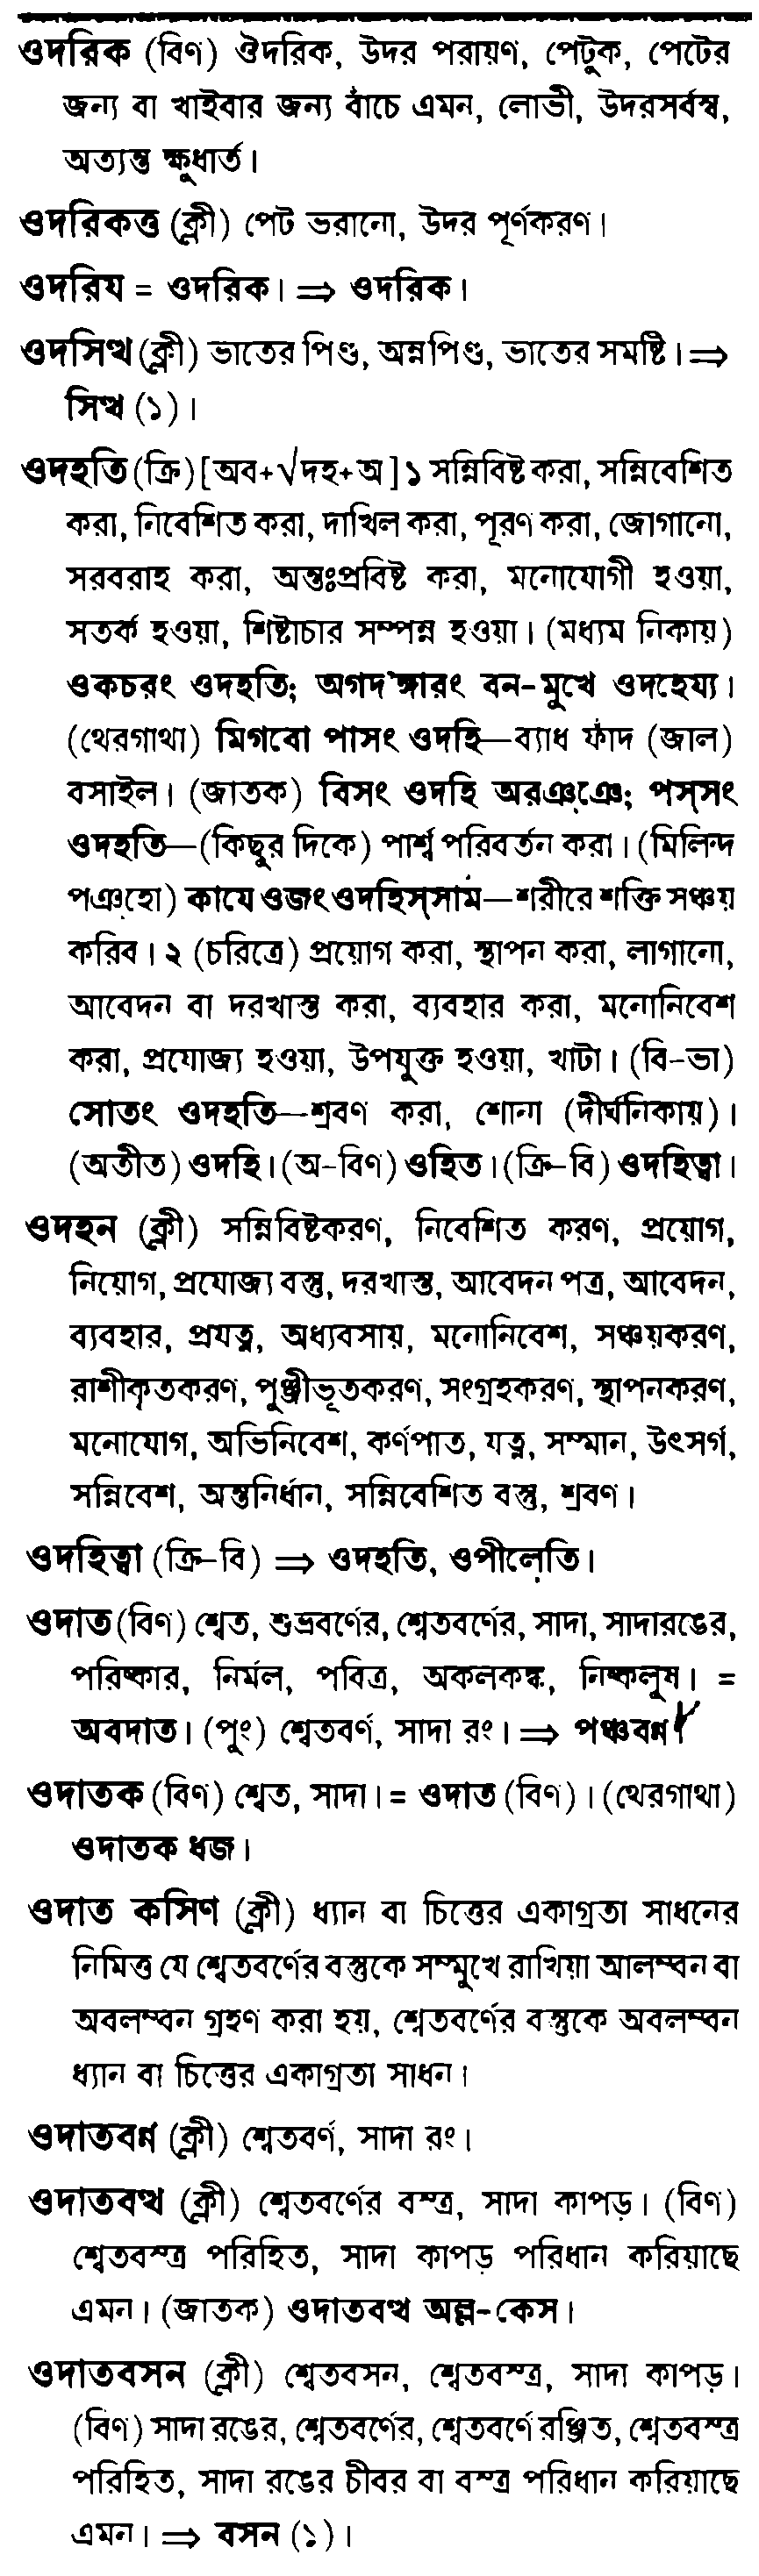 ওদরিক (বিণ) ঔদরিক, উদর পরায়ণ, পেটুক, পেটের
জন্য বা খাইবার জন্য বাঁচে এমন, লোভী, উদরসর্বস্ব,
অত্যন্ত ক্ষুধার্ত।
ওদরিকত্ত (ক্লী) পেট ভরানো, উদর পূর্ণকরণ।
ওদরিয = ওদরিক। ⇒ ওদরিক।
ওদসিত্থ (ক্লী) ভাতের পিণ্ড, অন্নপিণ্ড, ভাতের সমষ্টি। ⇒
সিত্থ (১)।
ওদহতি (ক্রি) [অব+√দহ+অ] ১ সন্নিবিষ্ট করা, সন্নিবেশিত
করা, নিবেশিত করা, দাখিল করা, পূরণ করা, জোগানো,
সরবরাহ করা, অন্তঃপ্রবিষ্ট করা, মনোযোগী হওয়া,
সতর্ক হওয়া, শিষ্টাচার সম্পন্ন হওয়া। (মধ্যম নিকায়)
ওকচরং ওদহতি; অগদ'ঙ্গারং বন-মুখে ওদহেয্য।
(থেরগাথা) মিগবো পাসং ওদহি—ব্যাধ ফাঁদ (জাল)
বসাইল। (জাতক) বিসং ওদহি অরঞ্ঞে; পস্সং
ওদহতি—(কিছুর দিকে) পার্শ্ব পরিবর্তন করা। (মিলিন্দ
পঞ্হো) কাযে ওজং ওদহিস্সাম—শরীরে শক্তি সঞ্চয়
করিব। ২ (চরিত্রে) প্রয়োগ করা, স্থাপন করা, লাগানো,
আবেদন বা দরখাস্ত করা, ব্যবহার করা, মনোনিবেশ
করা, প্রযোজ্য হওয়া, উপযুক্ত হওয়া, খাটা। (বি-ভা)
সোতং ওদহতি—শ্রবণ করা, শোনা (দীর্ঘনিকায়)।
(অতীত) ওদহি। (অ-বিণ) ওহিত। (ক্রি-বি) ওদহিত্বা।
ওদহন (ক্লী) সন্নিবিষ্টকরণ, নিবেশিত করণ, প্রয়োগ,
নিয়োগ, প্রযোজ্য বস্তু, দরখাস্ত, আবেদন পত্র, আবেদন,
ব্যবহার, প্রযত্ন, অধ্যবসায়, মনোনিবেশ, সঞ্চয়করণ,
রাশীকৃতকরণ, পুঞ্জীভূতকরণ, সংগ্রহকরণ, স্থাপনকরণ,
মনোযোগ, অভিনিবেশ, কর্ণপাত, যত্ন, সম্মান, উৎসর্গ,
সন্নিবেশ, অন্তনির্ধান, সন্নিবেশিত বস্তু, শ্রবণ।
ওদহিত্বা (ক্রি-বি) ⇒ ওদহতি, ওপীলেতি।
ওদাত (বিণ) শ্বেত, শুভ্রবর্ণের, শ্বেতবর্ণের, সাদা, সাদারঙের,
পরিষ্কার, নির্মল, পবিত্র, অকলকঙ্ক, নিষ্কলুষ। =
অবদাত। (পুং) শ্বেতবর্ণ, সাদা রং। ⇒ পঞ্চবন্ন।
ওদাতক (বিণ) শ্বেত, সাদা। = ওদাত (বিণ)। (থেরগাথা)
ওদাতক ধজ।
ওদাত কসিণ (ক্লী) ধ্যান বা চিত্তের একাগ্রতা সাধনের
নিমিত্ত যে শ্বেতবর্ণের বস্তুকে সম্মুখে রাখিয়া আলম্বন বা
অবলম্বন গ্রহণ করা হয়, শ্বেতবর্ণের বস্তুকে অবলম্বন
ধ্যান বা চিত্তের একাগ্রতা সাধন।
ওদাতবন্ন (ক্লী) শ্বেতবর্ণ, সাদা রং।
ওদাতবত্থ (ক্লী) শ্বেতবর্ণের বস্ত্র, সাদা কাপড়। (বিণ)
শ্বেতবস্ত্র পরিহিত, সাদা কাপড় পরিধান করিয়াছে
এমন। (জাতক) ওদাতবত্থ অল্ল-কেস।
ওদাতবসন (ক্লী) শ্বেতবসন, শ্বেতবস্ত্র, সাদা কাপড়।
(বিণ) সাদা রঙের, শ্বেতবর্ণের, শ্বেতবর্ণে রঞ্জিত, শ্বেতবস্ত্র
পরিহিত, সাদা রঙের চীবর বা বস্ত্র পরিধান করিয়াছে
এমন। ⇒ বসন (১)।